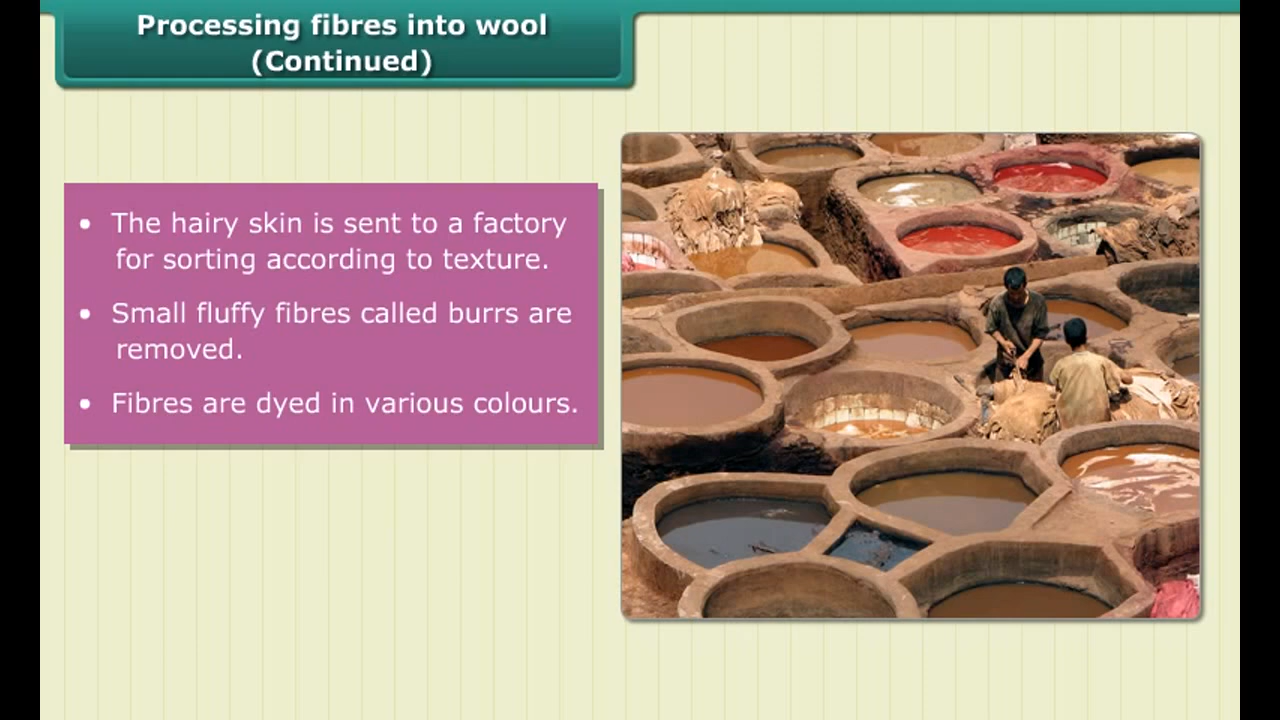 Processing fibres into wool
(Continued)
• The hairy skin is sent to a factory
for sorting according to texture.
• Small fluffy fibres called burrs are
removed.
• Fibres are dyed in various colours.